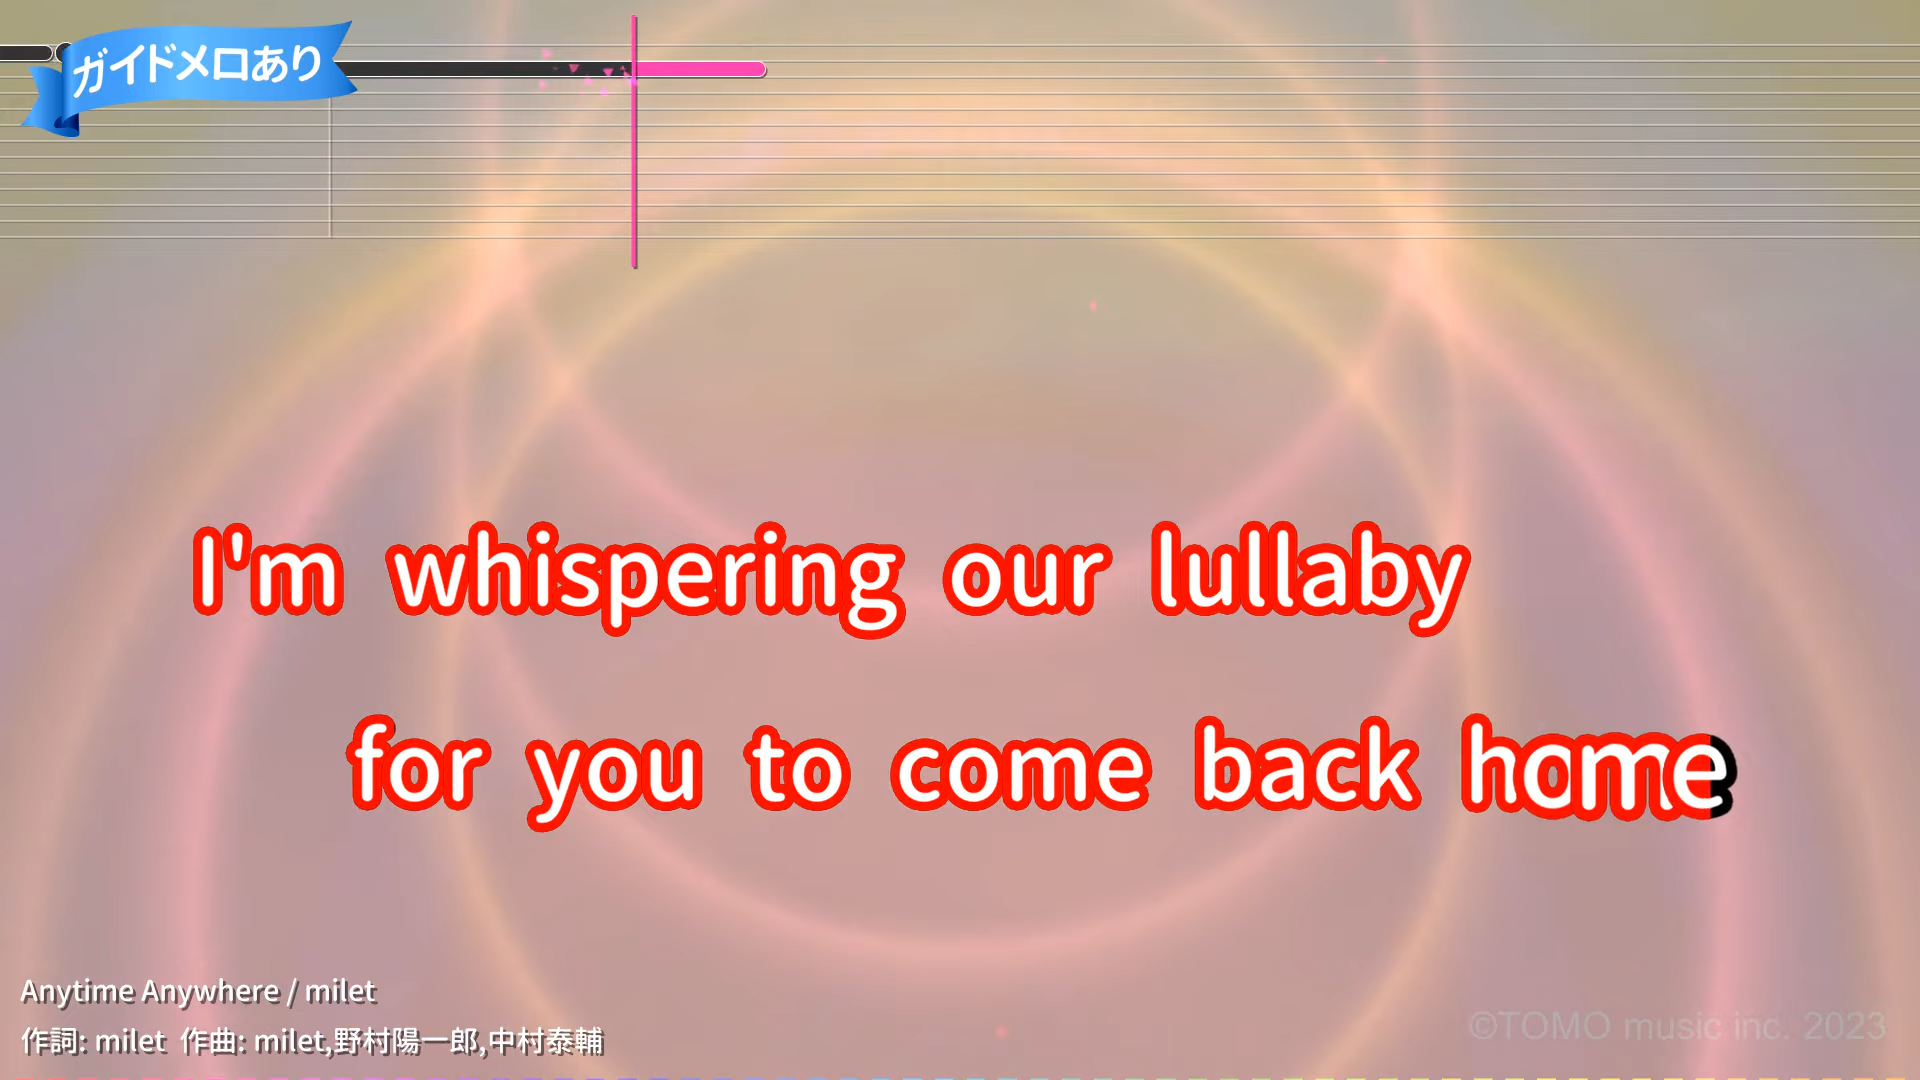 ガイドメロあり
I'm whispering our lullaby
for you to come back home
Anytime Anywhere / milet
作詞: milet 作曲: milet,野村陽一郎,中村泰輔
©TOMO music inc. 2023